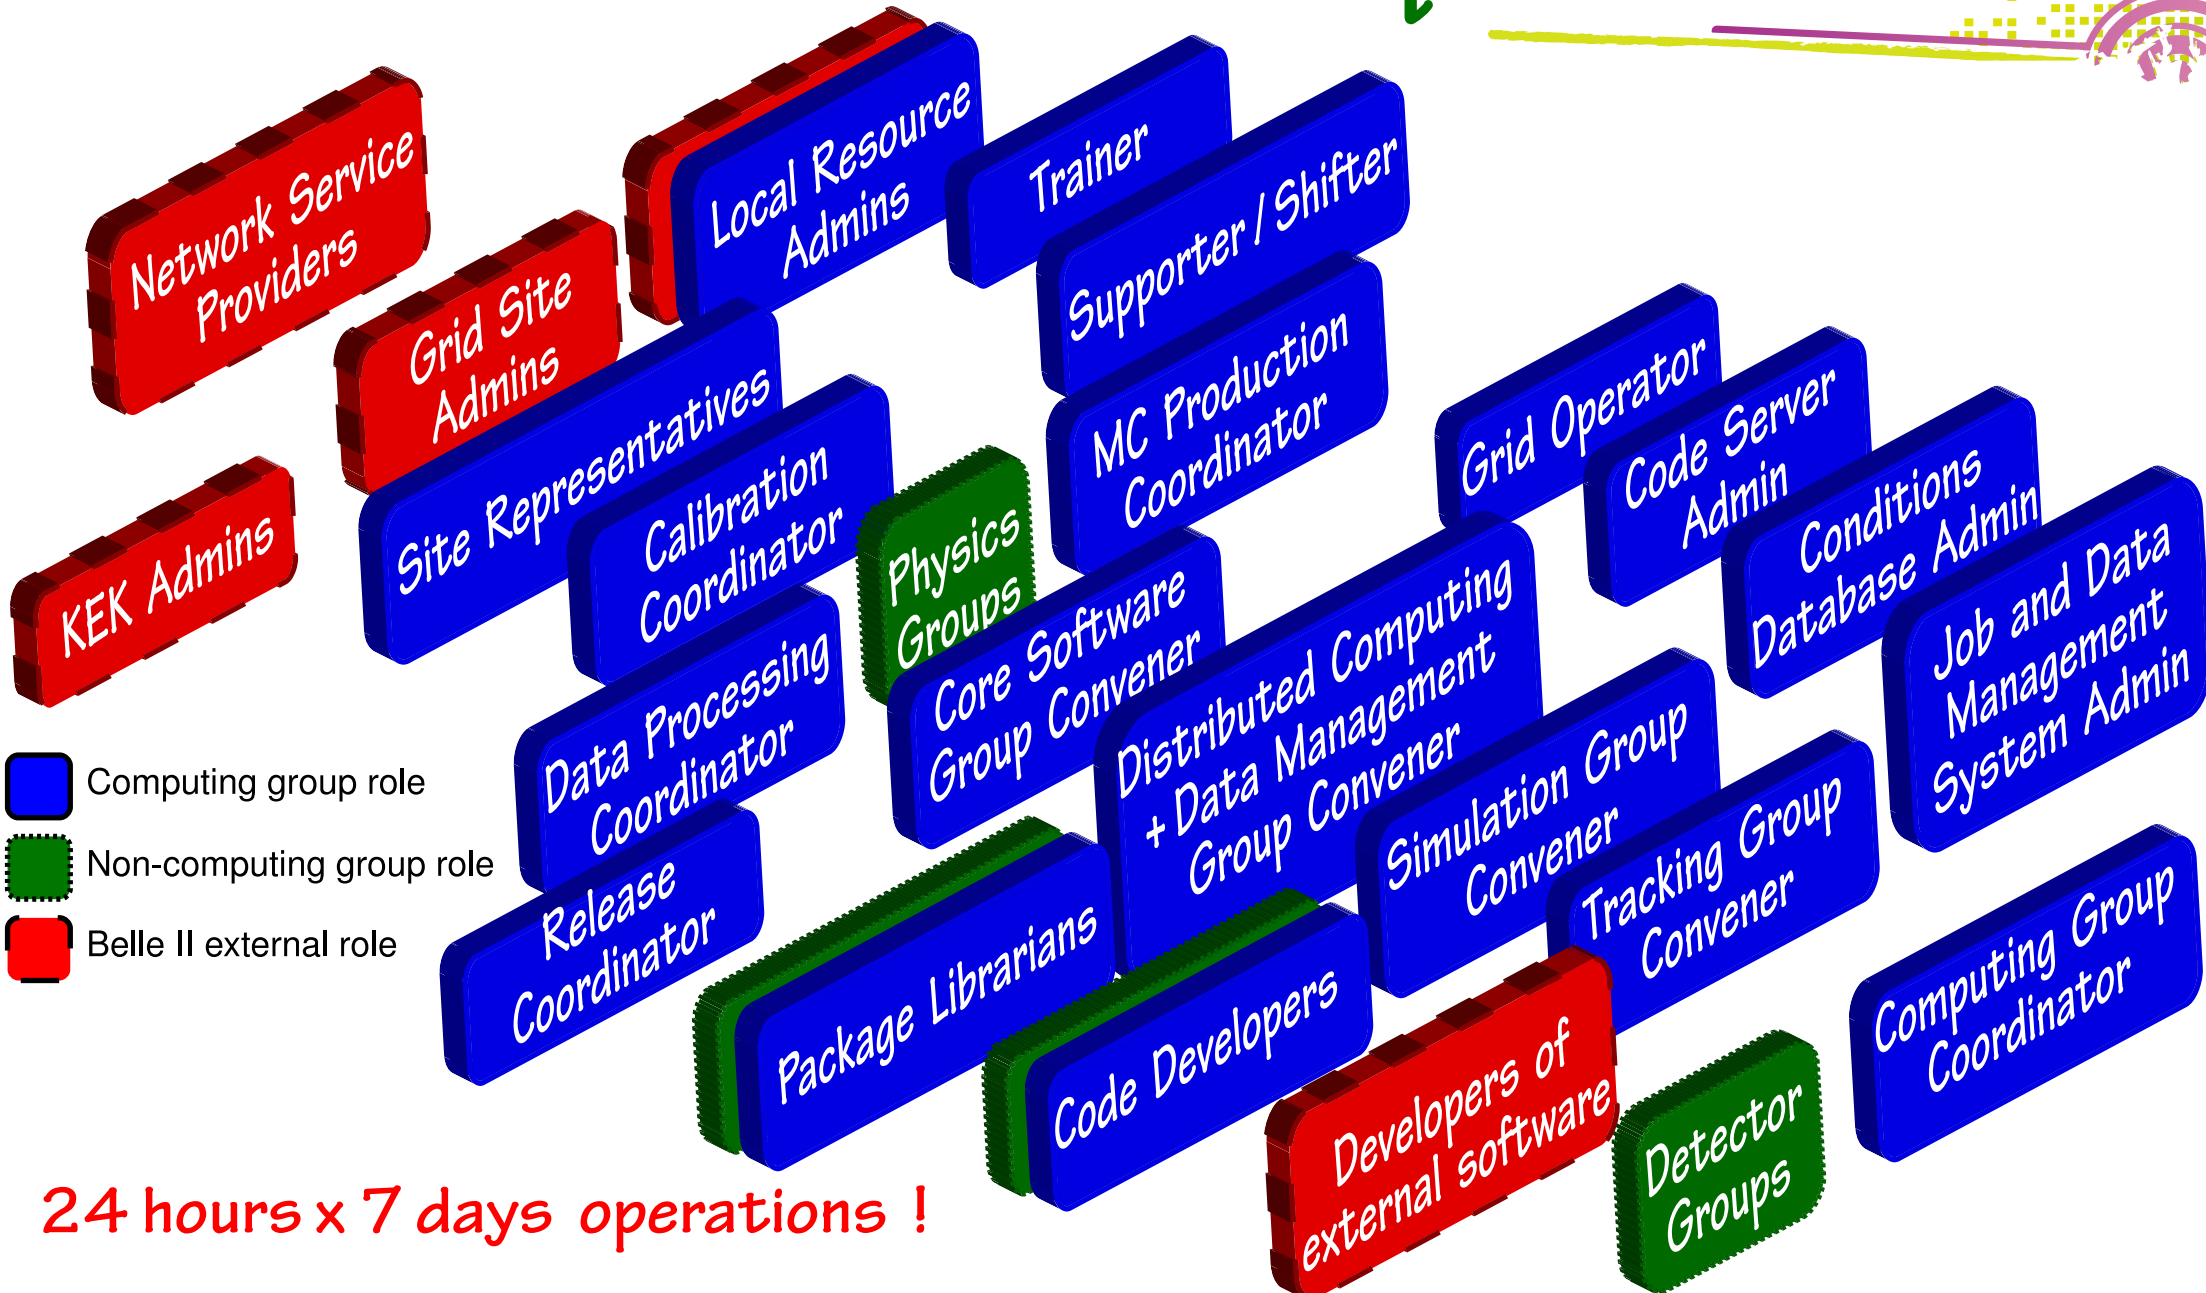 Network Service
Providers
Local Resource
Admins
Trainer
Supporter / Shifter
Grid Site
Admins
Site Representatives
MC Production
Coordinator
Grid Operator
Code Server
Admin
Conditions
Database Admin
Job and Data
Management
System Admin
KEK Admins
Calibration
Coordinator
Physics
Groups
Core Software
Group Convener
Distributed Computing
+ Data Management
Group Convener
Simulation Group
Convener
Tracking Group
Convener
Data Processing
Coordinator
Release
Coordinator
Package Librarians
Code Developers
Developers of
external software
Detector
Groups
Computing Group
Coordinator
Computing group role
Non-computing group role
Belle II external role
24 hours x 7 days operations !